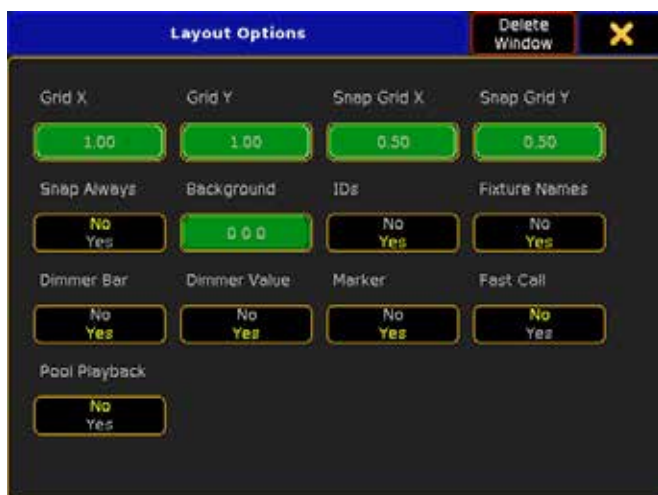 Layout Options
Delete
Window
Grid X Grid Y Snap Grid X Snap Grid Y
1.00 1.00 0.50 0.50
Snap Always Background IDs Fixture Names
No 0 0 0 No No
Yes Yes Yes
Dimmer Bar Dimmer Value Marker Fast Call
No No No No
Yes Yes Yes Yes
Pool Playback
No
Yes